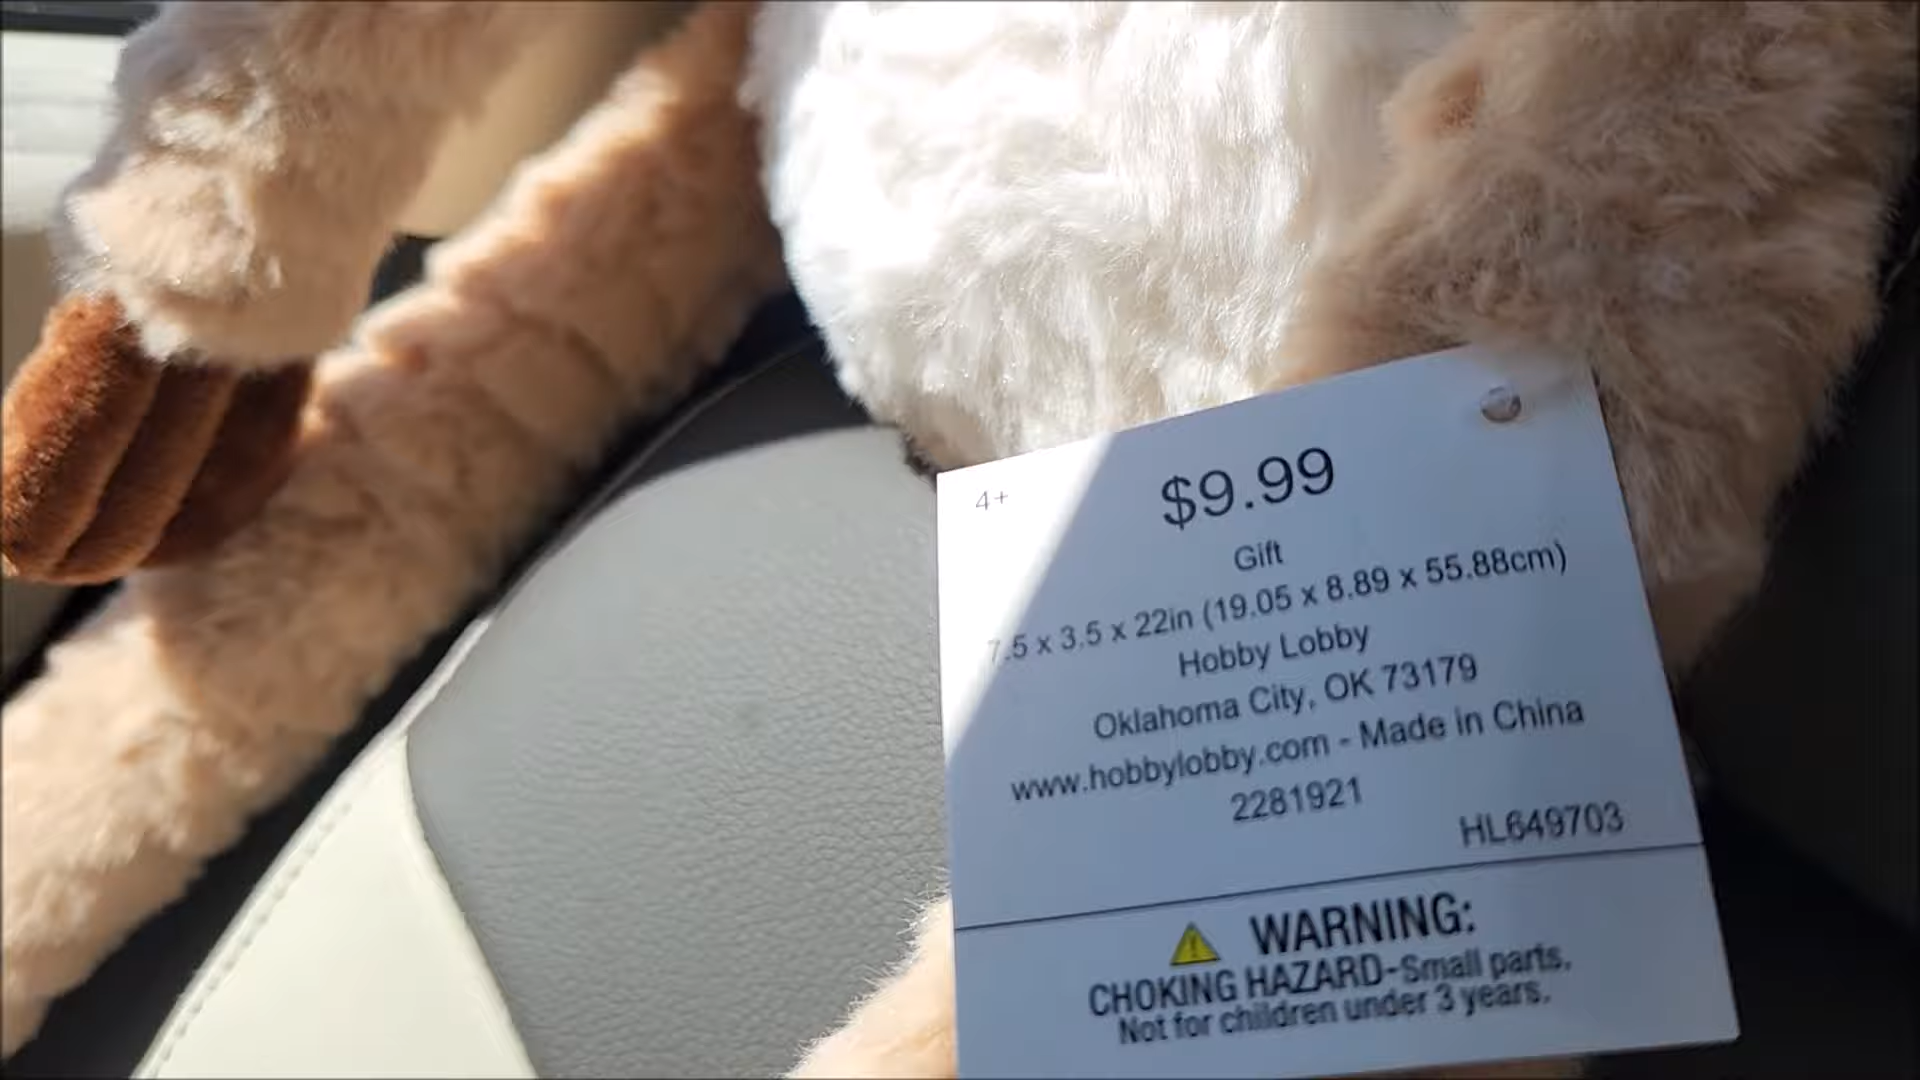 4+
$9.99
Gift
7.5 x 3.5 x 22in (19.05 x 8.89 x 55.88cm)
Hobby Lobby
Oklahoma City, OK 73179
www.hobbylobby.com - Made in China
2281921
HL649703
WARNING:
CHOKING HAZARD-Small parts.
Not for children under 3 years.